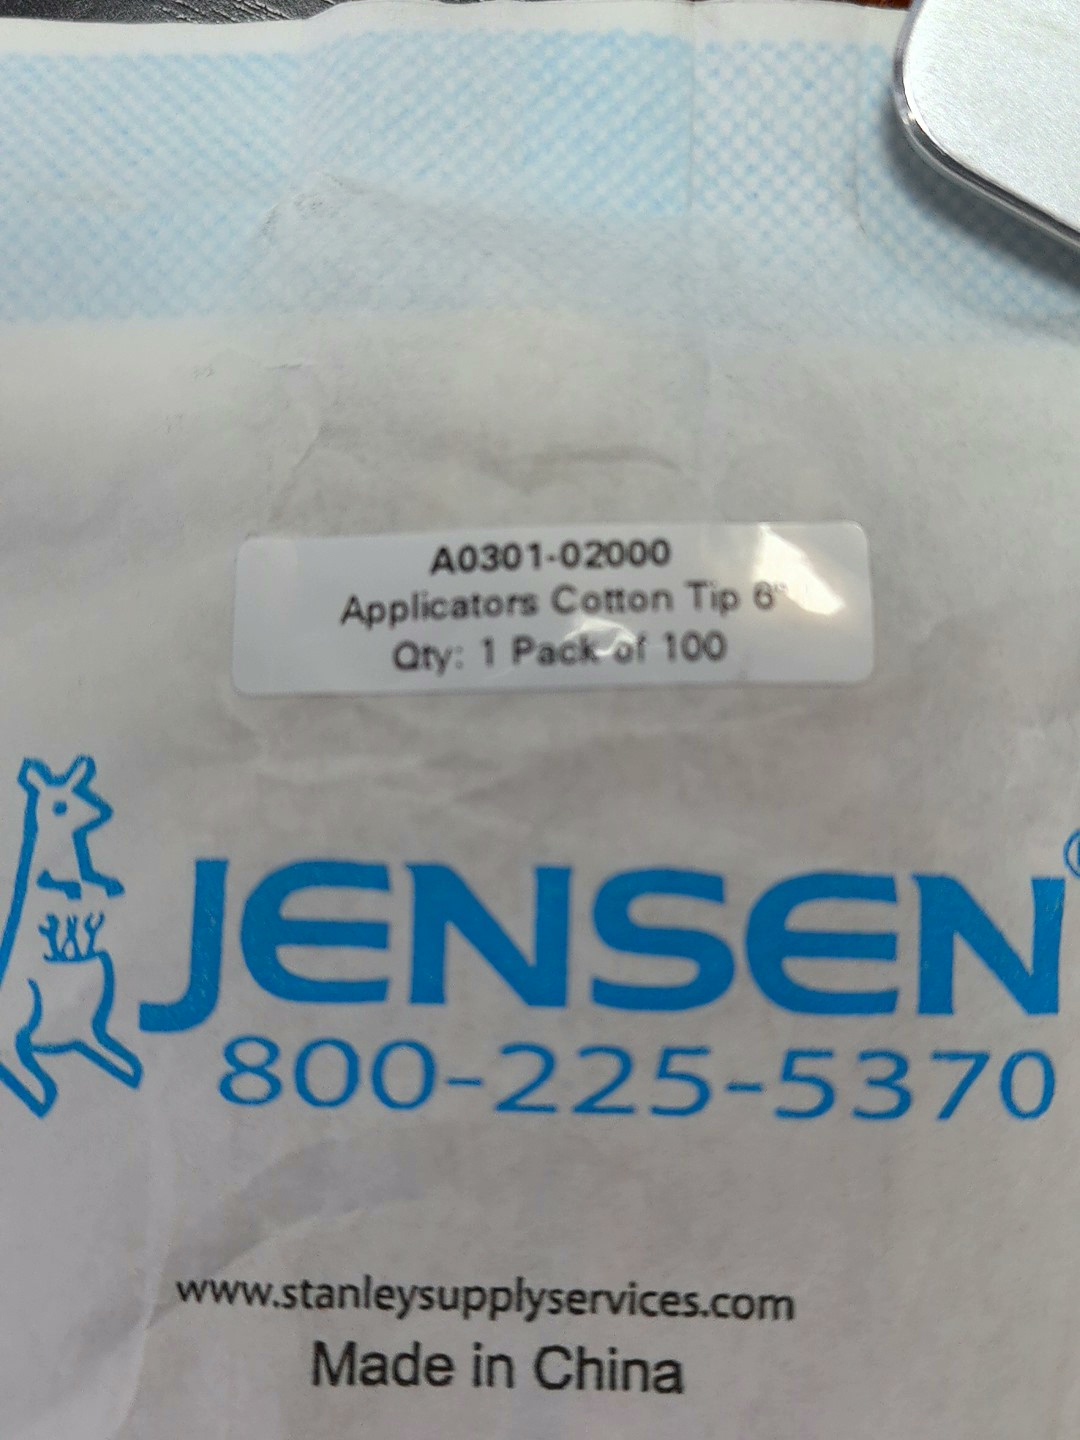 A0301-02000
Applicators Cotton Tip 6"
Qty: 1 Pack of 100
JENSEN®
800-225-5370
www.stanleysupplyservices.com
Made in China